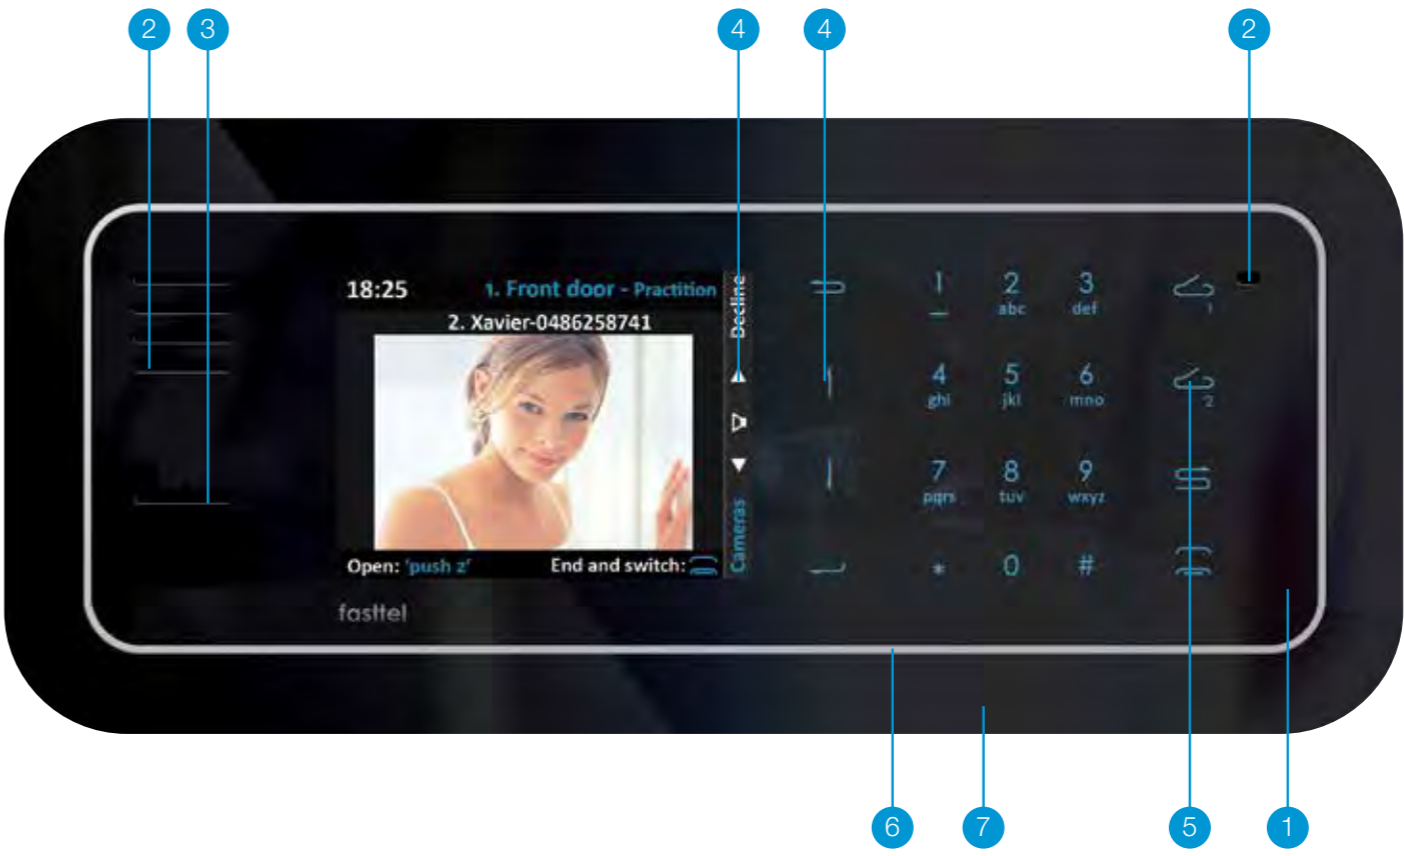 2 3 4 4 2
18:25 1. Front door - Practition
2. Xavier-0486258741
Decline
Cameras
Open: 'push z' End and switch:
fasttel
1 2 3
abc def
1
4 5 6
ghi jkl mno
2
7 8 9
pqrs tuv wxyz
* 0 #
6 7 5 1